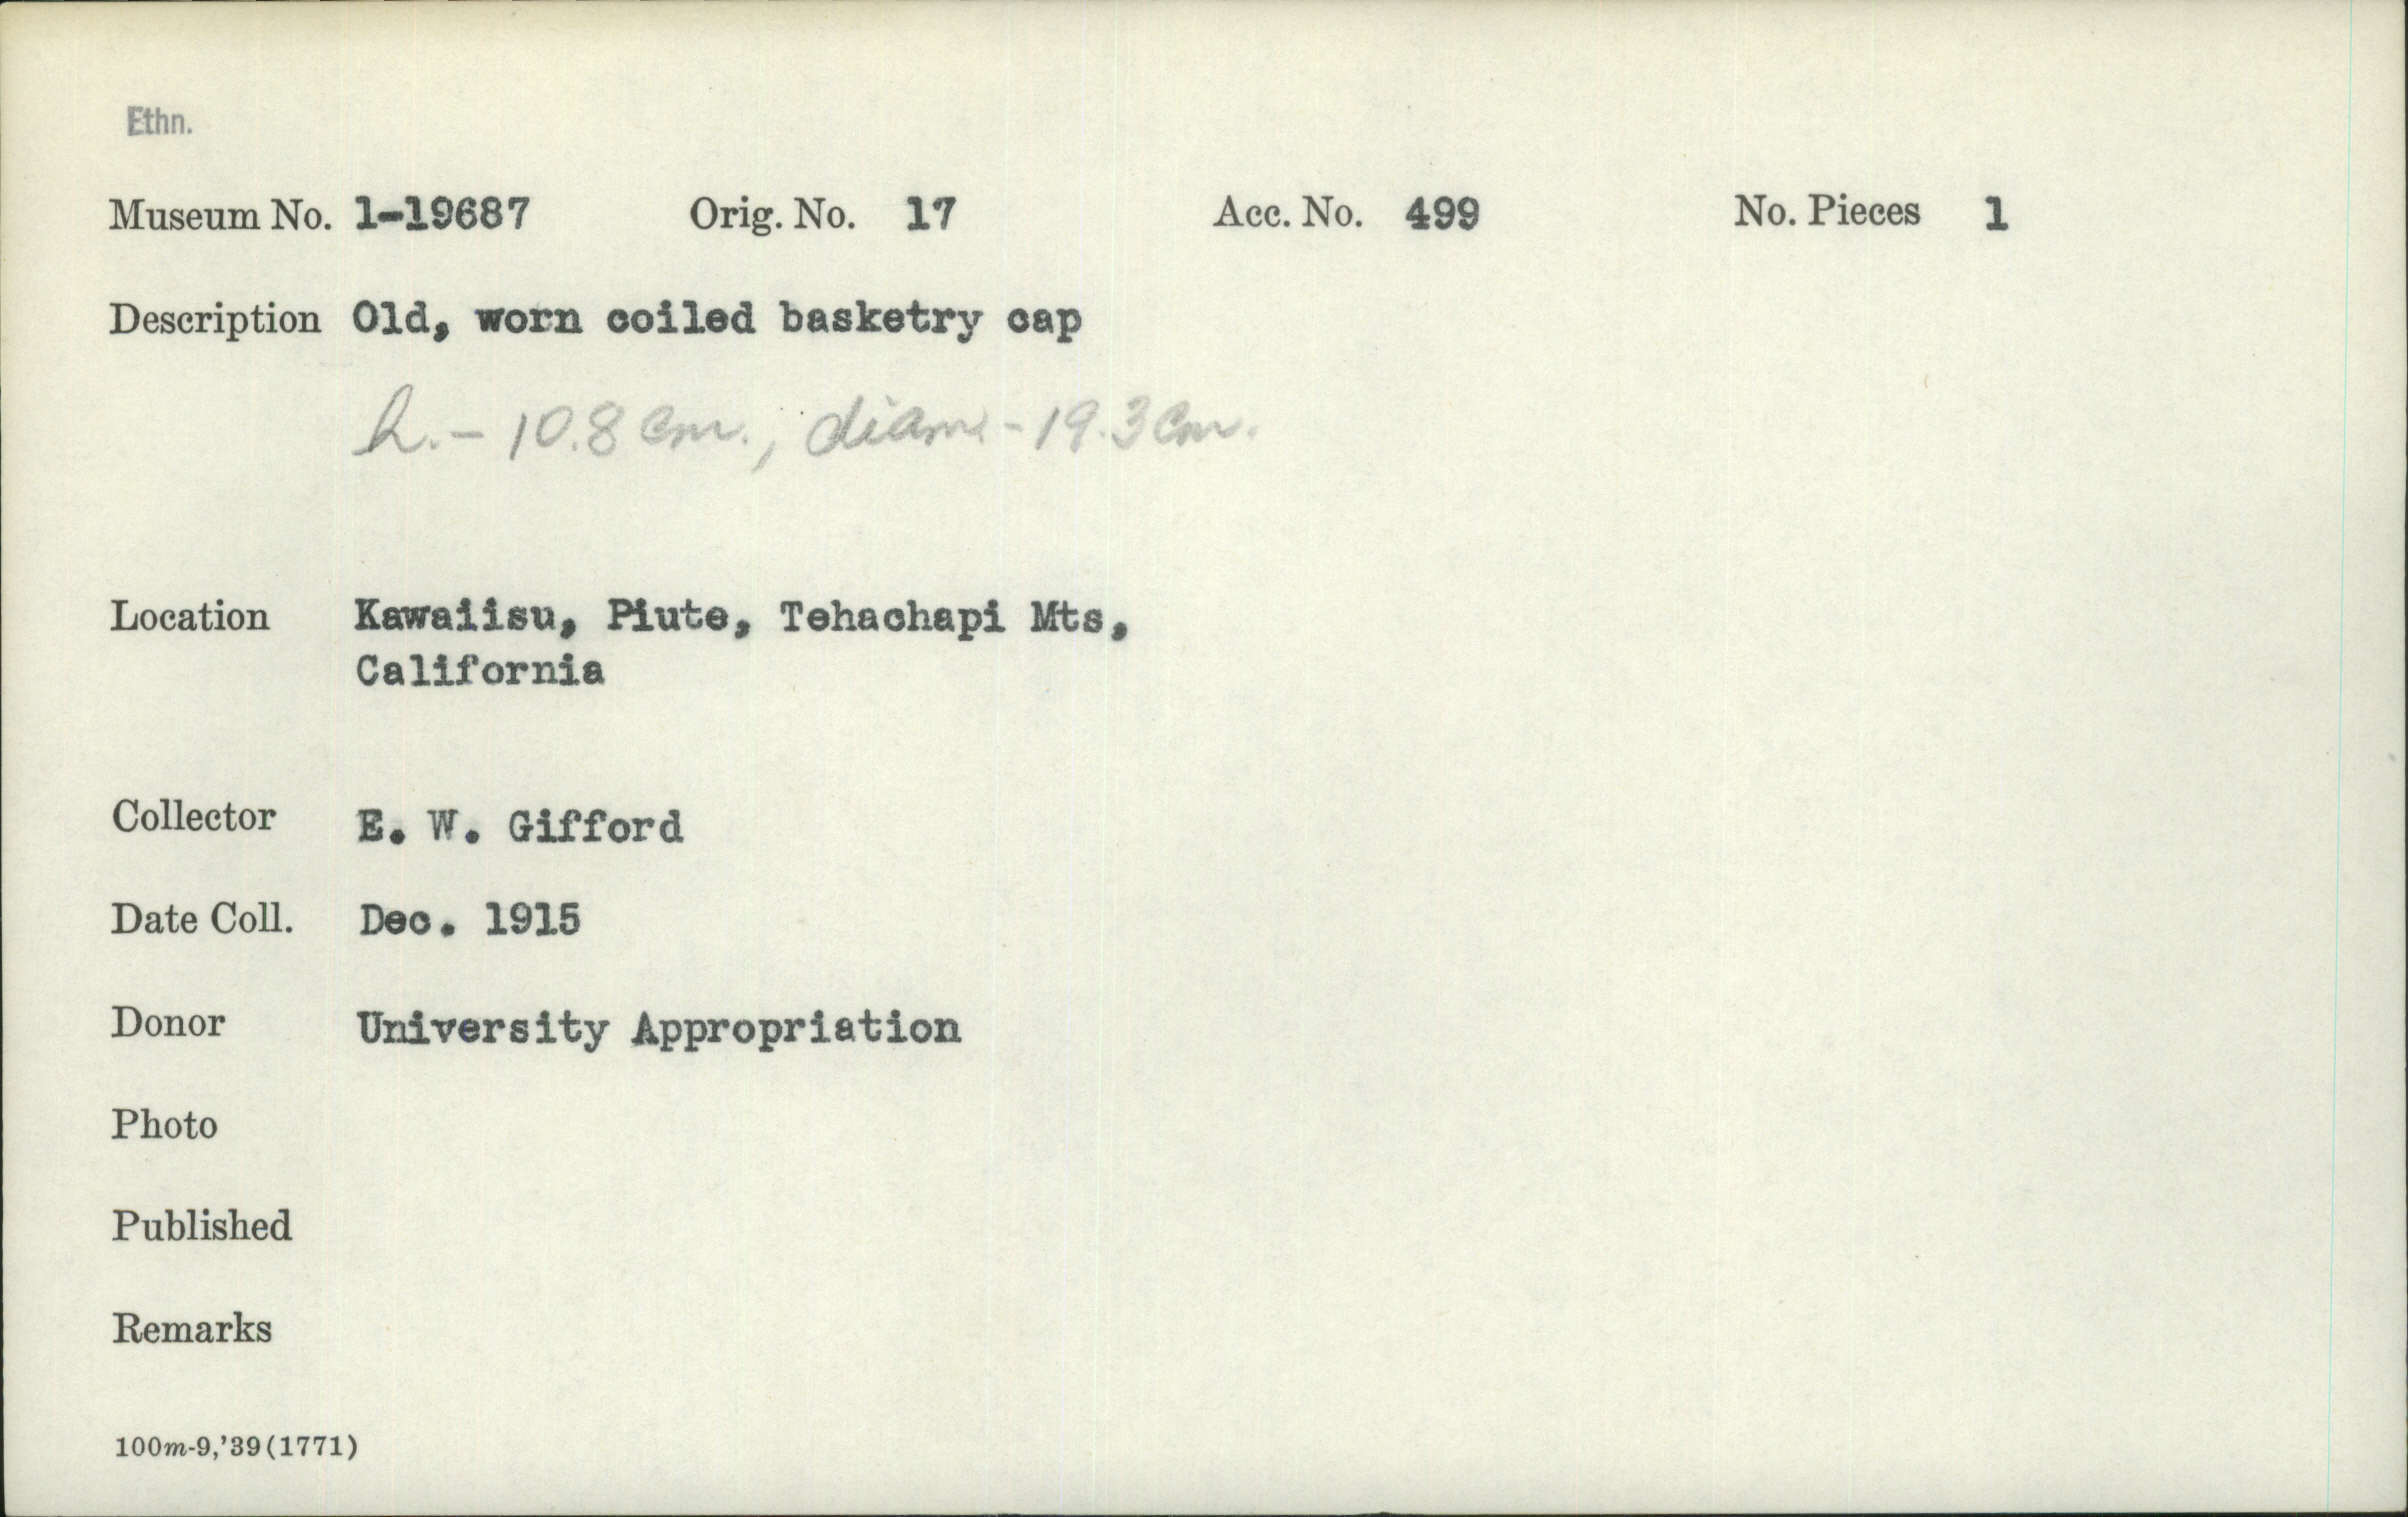 Ethn.
Museum No. 1-19687 Orig. No. 17 Acc. No. 499 No. Pieces 1
Description Old, worn coiled basketry cap
h. - 10.8 cm., diam. - 19.3 cm.
Location Kawaiisu, Piute, Tehachapi Mts,
California
Collector E. W. Gifford
Date Coll. Dec. 1915
Donor University Appropriation
Photo
Published
Remarks
100m-9,'39(1771)